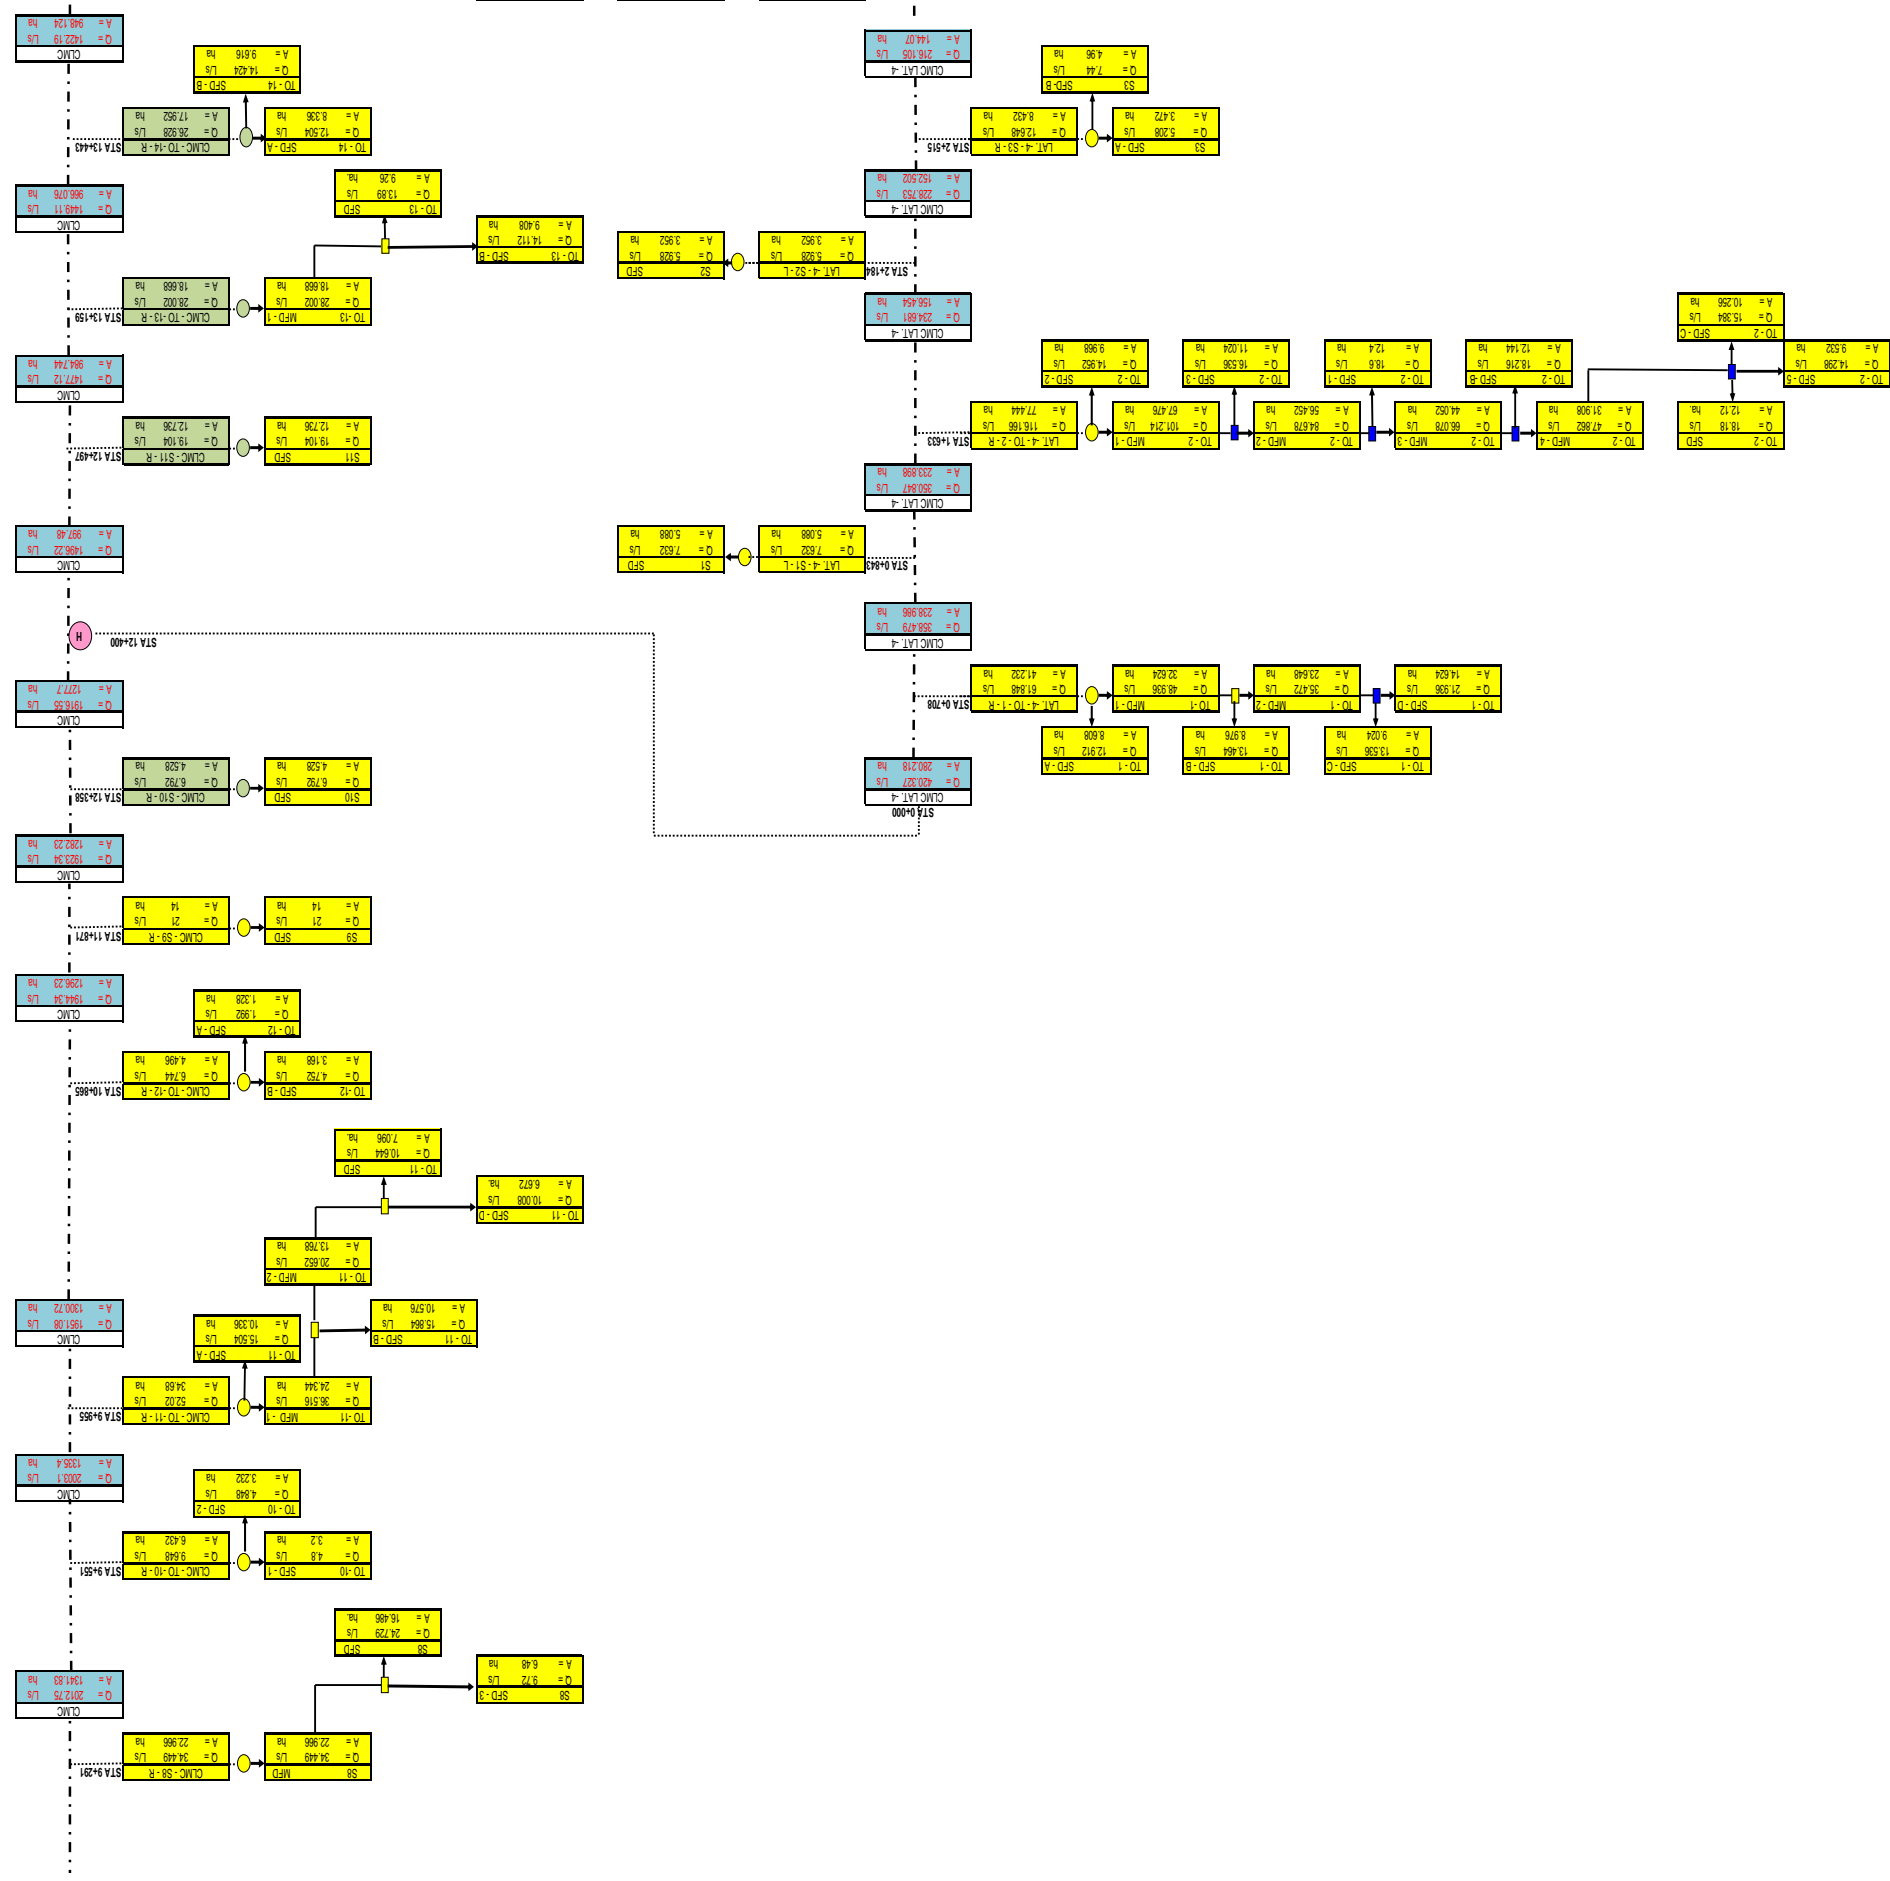 STA 0+000
CLMC LAT. -4
Q = 420.327 L/s
A = 280.218 ha
STA 0+708
LAT. -4 - TO - 1 - R
Q = 61.848 L/s
A = 41.232 ha
TO - 1 SFD - A
Q = 12.912 L/s
A = 8.608 ha
TO -1 MFD - 1
Q = 48.936 L/s
A = 32.624 ha
TO - 1 SFD - B
Q = 13.464 L/s
A = 8.976 ha
TO - 1 MFD - 2
Q = 35.472 L/s
A = 23.648 ha
TO - 1 SFD - C
Q = 13.536 L/s
A = 9.024 ha
TO - 1 SFD - D
Q = 21.936 L/s
A = 14.624 ha
CLMC LAT. -4
Q = 358.479 L/s
A = 238.986 ha
STA 0+843
LAT. -4 - S1 - L
Q = 7.632 L/s
A = 5.088 ha
S1 SFD
Q = 7.632 L/s
A = 5.088 ha
CLMC LAT. -4
Q = 350.847 L/s
A = 233.898 ha
STA 1+633
LAT. -4 - TO - 2 - R
Q = 116.166 L/s
A = 77.444 ha
TO - 2 SFD - 2
Q = 14.952 L/s
A = 9.968 ha
TO - 2 MFD - 1
Q = 101.214 L/s
A = 67.476 ha
TO - 2 SFD - 3
Q = 16.536 L/s
A = 11.024 ha
TO - 2 MFD - 2
Q = 84.678 L/s
A = 56.452 ha
TO - 2 SFD - 1
Q = 18.6 L/s
A = 12.4 ha
TO - 2 MFD - 3
Q = 66.078 L/s
A = 44.052 ha
TO - 2 SFD - B
Q = 18.216 L/s
A = 12.144 ha
TO - 2 MFD - 4
Q = 47.862 L/s
A = 31.908 ha
TO - 2 SFD
Q = 18.18 L/s
A = 12.12 ha.
TO - 2 SFD - 5
Q = 14.298 L/s
A = 9.532 ha
TO - 2 SFD - C
Q = 15.384 L/s
A = 10.256 ha
CLMC LAT. -4
Q = 234.681 L/s
A = 156.454 ha
STA 2+184
LAT. -4 - S2 - L
Q = 5.928 L/s
A = 3.952 ha
S2 SFD
Q = 5.928 L/s
A = 3.952 ha
CLMC LAT. -4
Q = 228.753 L/s
A = 152.502 ha
STA 2+515
LAT. -4 - S3 - R
Q = 12.648 L/s
A = 8.432 ha
S3 SFD - A
Q = 5.208 L/s
A = 3.472 ha
S3 SFD- B
Q = 7.44 L/s
A = 4.96 ha
CLMC LAT. -4
Q = 216.105 L/s
A = 144.07 ha
STA 9+291
CLMC - S8 - R
Q = 34.449 L/s
A = 22.966 ha
S8 MFD
Q = 34.449 L/s
A = 22.966 ha
S8 SFD - 3
Q = 9.72 L/s
A = 6.48 ha
S8 SFD
Q = 24.729 L/s
A = 16.486 ha.
CLMC
Q = 2012.75 L/s
A = 1341.83 ha
STA 9+551
CLMC - TO -10 - R
Q = 9.648 L/s
A = 6.432 ha
TO -10 SFD - 1
Q = 4.8 L/s
A = 3.2 ha
TO - 10 SFD - 2
Q = 4.848 L/s
A = 3.232 ha
CLMC
Q = 2003.1 L/s
A = 1335.4 ha
STA 9+955
CLMC - TO -11 - R
Q = 52.02 L/s
A = 34.68 ha
TO -11 MFD - 1
Q = 36.516 L/s
A = 24.344 ha
TO - 11 SFD - A
Q = 15.504 L/s
A = 10.336 ha
TO - 11 SFD - B
Q = 15.864 L/s
A = 10.576 ha
TO - 11 MFD - 2
Q = 20.652 L/s
A = 13.768 ha
TO - 11 SFD - D
Q = 10.008 L/s
A = 6.672 ha.
TO - 11 SFD
Q = 10.644 L/s
A = 7.096 ha.
CLMC
Q = 1951.08 L/s
A = 1300.72 ha
STA 10+865
CLMC - TO -12 - R
Q = 6.744 L/s
A = 4.496 ha
TO -12 SFD - B
Q = 4.752 L/s
A = 3.168 ha
TO - 12 SFD - A
Q = 1.992 L/s
A = 1.328 ha
CLMC
Q = 1944.34 L/s
A = 1296.23 ha
STA 11+871
CLMC - S9 - R
Q = 21 L/s
A = 14 ha
S9 SFD
Q = 21 L/s
A = 14 ha
CLMC
Q = 1923.34 L/s
A = 1282.23 ha
STA 12+358
CLMC - S10 - R
Q = 6.792 L/s
A = 4.528 ha
S10 SFD
Q = 6.792 L/s
A = 4.528 ha
CLMC
Q = 1916.55 L/s
A = 1277.7 ha
STA 12+400
H
CLMC
Q = 1496.22 L/s
A = 997.48 ha
STA 12+497
CLMC - S11 - R
Q = 19.104 L/s
A = 12.736 ha
S11 SFD
Q = 19.104 L/s
A = 12.736 ha
CLMC
Q = 1477.12 L/s
A = 984.744 ha
STA 13+159
CLMC - TO -13 - R
Q = 28.002 L/s
A = 18.668 ha
TO -13 MFD - 1
Q = 28.002 L/s
A = 18.668 ha
TO - 13 SFD - B
Q = 14.112 L/s
A = 9.408 ha
TO - 13 SFD
Q = 13.89 L/s
A = 9.26 ha.
CLMC
Q = 1449.11 L/s
A = 966.076 ha
STA 13+443
CLMC - TO -14 - R
Q = 26.928 L/s
A = 17.952 ha
TO - 14 SFD - A
Q = 12.504 L/s
A = 8.336 ha
TO - 14 SFD - B
Q = 14.424 L/s
A = 9.616 ha
CLMC
Q = 1422.19 L/s
A = 948.124 ha